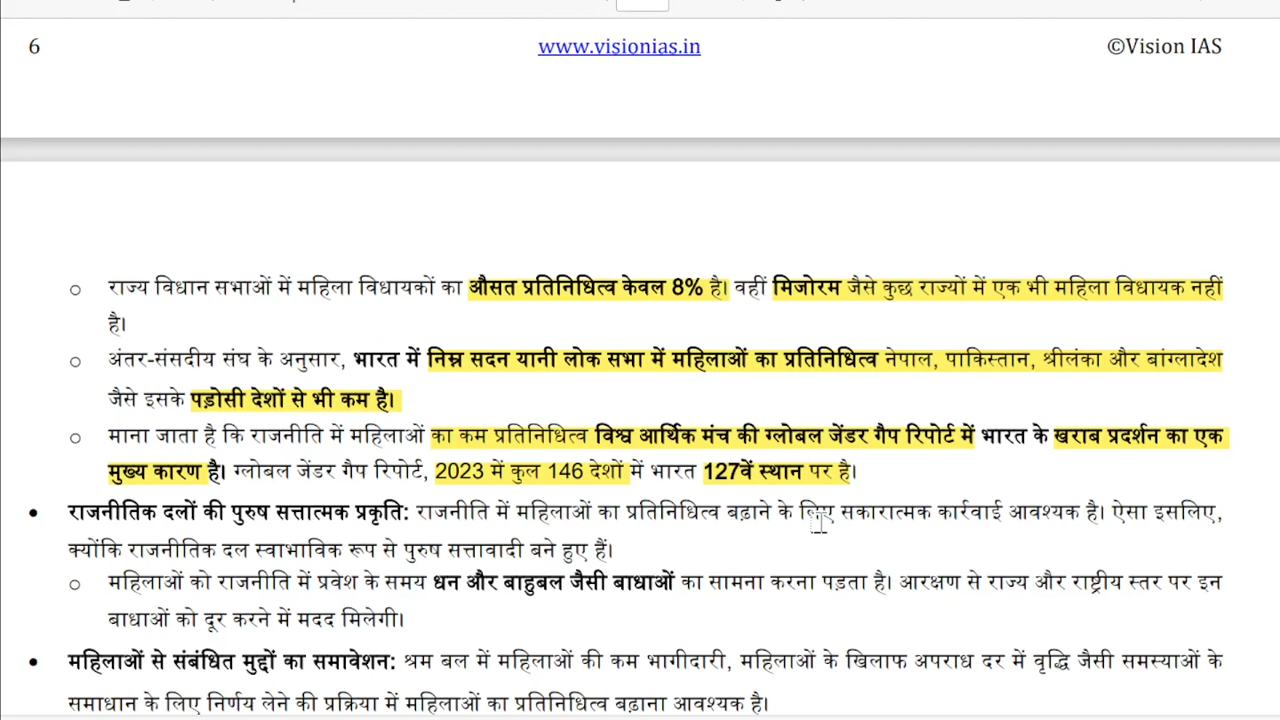 6 www.visionias.in ©Vision IAS
o राज्य विधान सभाओं में महिला विधायकों का औसत प्रतिनिधित्व केवल 8% है। वहीं मिजोरम जैसे कुछ राज्यों में एक भी महिला विधायक नहीं
है।
o अंतर-संसदीय संघ के अनुसार, भारत में निम्न सदन यानी लोक सभा में महिलाओं का प्रतिनिधित्व नेपाल, पाकिस्तान, श्रीलंका और बांग्लादेश
जैसे इसके पड़ोसी देशों से भी कम है।
o माना जाता है कि राजनीति में महिलाओं का कम प्रतिनिधित्व विश्व आर्थिक मंच की ग्लोबल जेंडर गैप रिपोर्ट में भारत के खराब प्रदर्शन का एक
मुख्य कारण है। ग्लोबल जेंडर गैप रिपोर्ट, 2023 में कुल 146 देशों में भारत 127वें स्थान पर है।
• राजनीतिक दलों की पुरुष सत्तात्मक प्रकृति: राजनीति में महिलाओं का प्रतिनिधित्व बढ़ाने के लिए सकारात्मक कार्रवाई आवश्यक है। ऐसा इसलिए,
क्योंकि राजनीतिक दल स्वाभाविक रूप से पुरुष सत्तावादी बने हुए हैं।
o महिलाओं को राजनीति में प्रवेश के समय धन और बाहुबल जैसी बाधाओं का सामना करना पड़ता है। आरक्षण से राज्य और राष्ट्रीय स्तर पर इन
बाधाओं को दूर करने में मदद मिलेगी।
• महिलाओं से संबंधित मुद्दों का समावेशन: श्रम बल में महिलाओं की कम भागीदारी, महिलाओं के खिलाफ अपराध दर में वृद्धि जैसी समस्याओं के
समाधान के लिए निर्णय लेने की प्रक्रिया में महिलाओं का प्रतिनिधित्व बढ़ाना आवश्यक है।